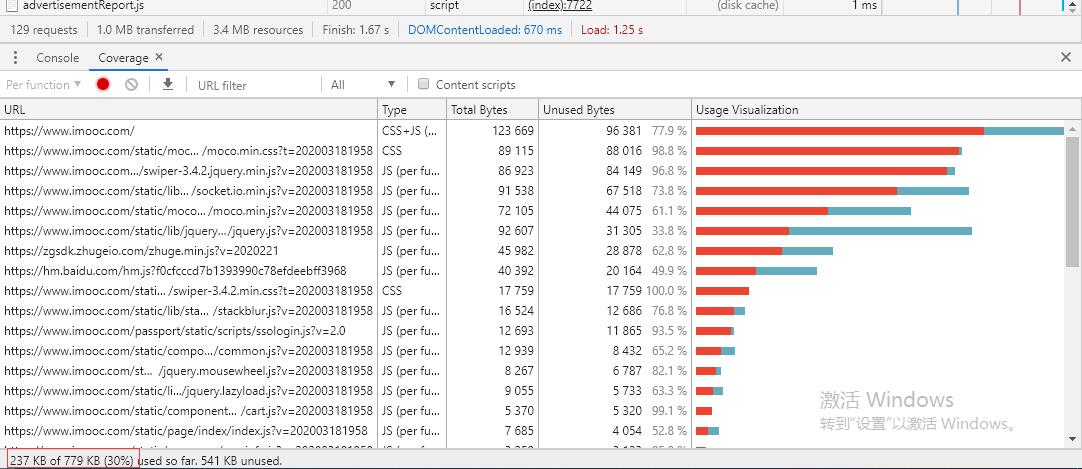 advertisementReport.js 200 script (index):7722 (disk cache) 1 ms
129 requests 1.0 MB transferred 3.4 MB resources Finish: 1.67 s DOMContentLoaded: 670 ms Load: 1.25 s
Console Coverage ×
Per function URL filter All Content scripts
URL Type Total Bytes Unused Bytes Usage Visualization
https://www.imooc.com/ CSS+JS (... 123 669 96 381 77.9 %
https://www.imooc.com/static/moc... /moco.min.css?t=202003181958 CSS 89 115 88 016 98.8 %
https://www.imooc.com.../swiper-3.4.2.jquery.min.js?v=202003181958 JS (per fu... 86 923 84 149 96.8 %
https://www.imooc.com/static/lib... /socket.io.min.js?v=202003181958 JS (per fu... 91 538 67 518 73.8 %
https://www.imooc.com/static/moco... /moco.min.js?v=202003181958 JS (per fu... 72 105 44 075 61.1 %
https://www.imooc.com/static/lib/jquery.../jquery.js?v=202003181958 JS (per fu... 92 607 31 305 33.8 %
https://zgsdk.zhugeio.com/zhuge.min.js?v=2020221 JS (per fu... 45 982 28 878 62.8 %
https://hm.baidu.com/hm.js?f0cfcccd7b1393990c78efdeebff3968 JS (per fu... 40 392 20 164 49.9 %
https://www.imooc.com/stati... /swiper-3.4.2.min.css?t=202003181958 CSS 17 759 17 759 100.0 %
https://www.imooc.com/static/lib/sta... /stackblur.js?v=202003181958 JS (per fu... 16 524 12 686 76.8 %
https://www.imooc.com/passport/static/scripts/ssologin.js?v=2.0 JS (per fu... 12 693 11 865 93.5 %
https://www.imooc.com/static/compo.../common.js?v=202003181958 JS (per fu... 12 939 8 432 65.2 %
https://www.imooc.com/st... /jquery.mousewheel.js?v=202003181958 JS (per fu... 8 267 6 787 82.1 %
https://www.imooc.com/static/li.../jquery.lazyload.js?v=202003181958 JS (per fu... 9 055 5 733 63.3 %
https://www.imooc.com/static/component... /cart.js?v=202003181958 JS (per fu... 5 370 5 320 99.1 %
https://www.imooc.com/static/page/index/index.js?v=202003181958 JS (per fu... 7 685 4 054 52.8 %
激活 Windows
转到“设置”以激活 Windows。
237 KB of 779 KB (30%) used so far. 541 KB unused.